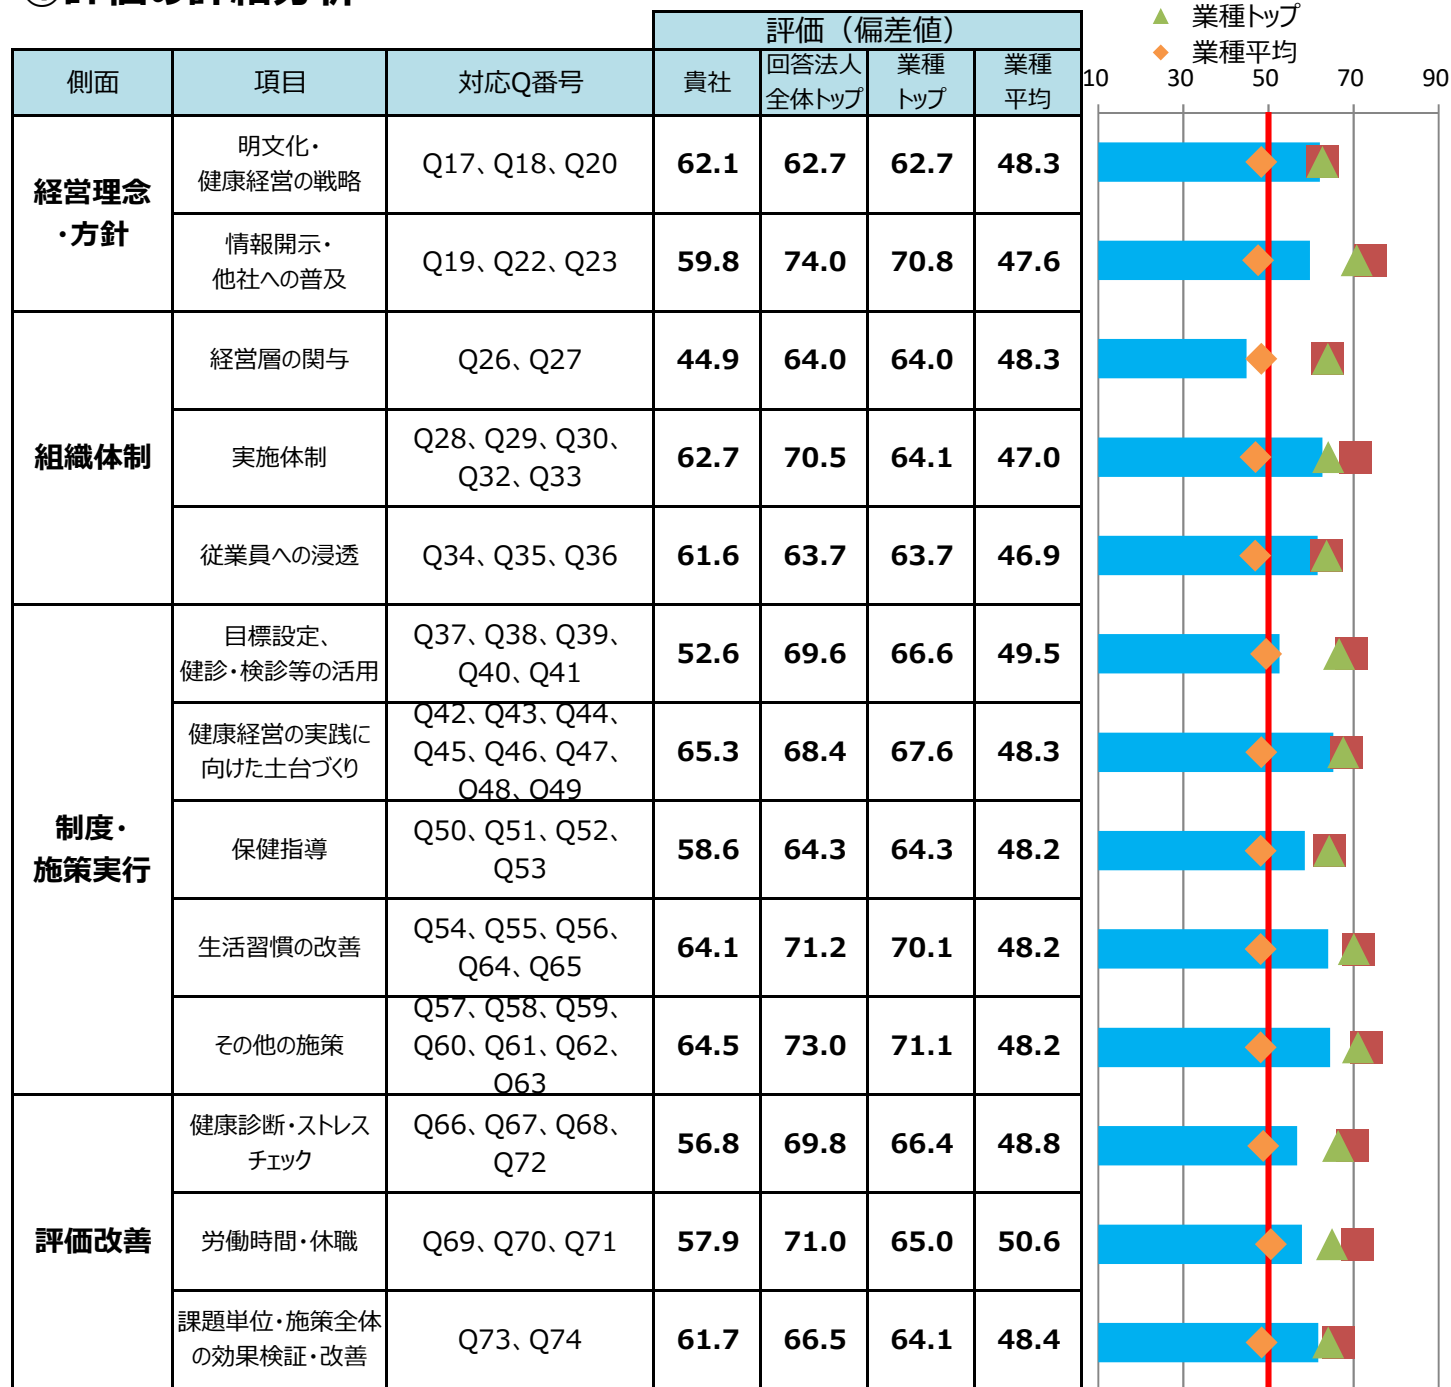 評価（偏差値）
▲ 業種トップ
◆ 業種平均
側面 項目 対応Q番号 貴社 回答法人 業種 業種
全体トップ トップ 平均
10 30 50 70 90
経営理念
・方針
明文化・
健康経営の戦略
Q17、Q18、Q20 62.1 62.7 62.7 48.3
情報開示・
他社への普及
Q19、Q22、Q23 59.8 74.0 70.8 47.6
組織体制
経営層の関与 Q26、Q27 44.9 64.0 64.0 48.3
実施体制
Q28、Q29、Q30、
Q32、Q33
62.7 70.5 64.1 47.0
従業員への浸透 Q34、Q35、Q36 61.6 63.7 63.7 46.9
制度・
施策実行
目標設定、
健診・検診等の活用
Q37、Q38、Q39、
Q40、Q41
52.6 69.6 66.6 49.5
健康経営の実践に
向けた土台づくり
Q42、Q43、Q44、
Q45、Q46、Q47、
Q48、Q49
65.3 68.4 67.6 48.3
保健指導
Q50、Q51、Q52、
Q53
58.6 64.3 64.3 48.2
生活習慣の改善
Q54、Q55、Q56、
Q64、Q65
64.1 71.2 70.1 48.2
その他の施策
Q57、Q58、Q59、
Q60、Q61、Q62、
Q63
64.5 73.0 71.1 48.2
評価改善
健康診断・ストレス
チェック
Q66、Q67、Q68、
Q72
56.8 69.8 66.4 48.8
労働時間・休職 Q69、Q70、Q71 57.9 71.0 65.0 50.6
課題単位・施策全体
の効果検証・改善
Q73、Q74 61.7 66.5 64.1 48.4